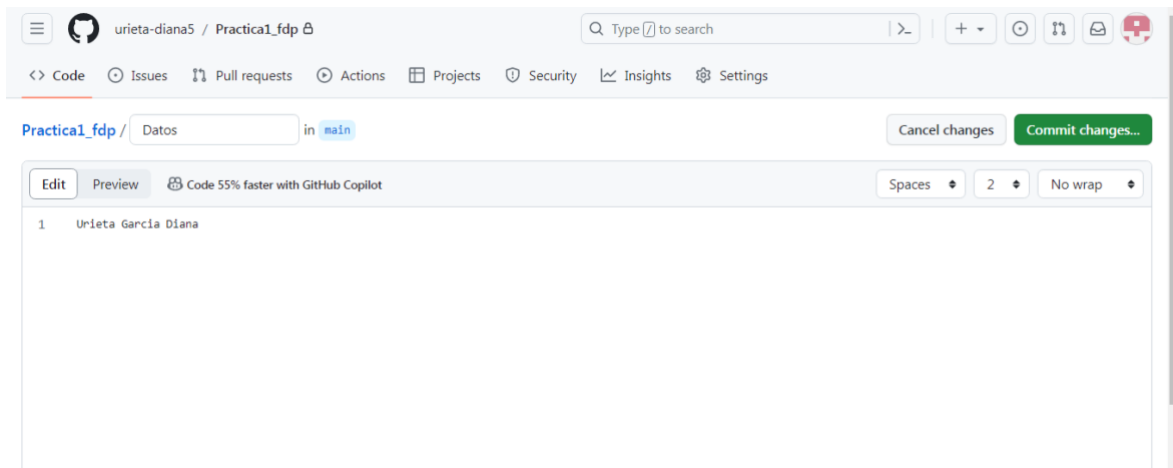 urieta-diana5 / Practica1_fdp
Type / to search
Code Issues Pull requests Actions Projects Security Insights Settings
Practica1_fdp / Datos in main Cancel changes Commit changes...
Edit Preview Code 55% faster with GitHub Copilot Spaces 2 No wrap
1 Urieta Garcia Diana